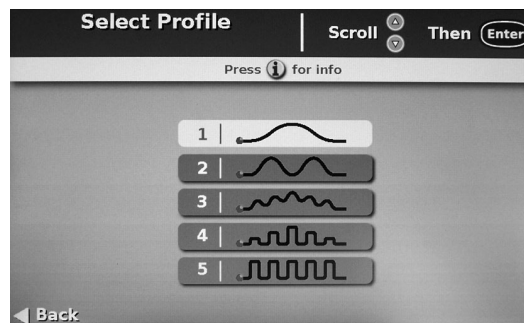 Select Profile
Scroll Then Enter
Press i for info
1
2
3
4
5
Back